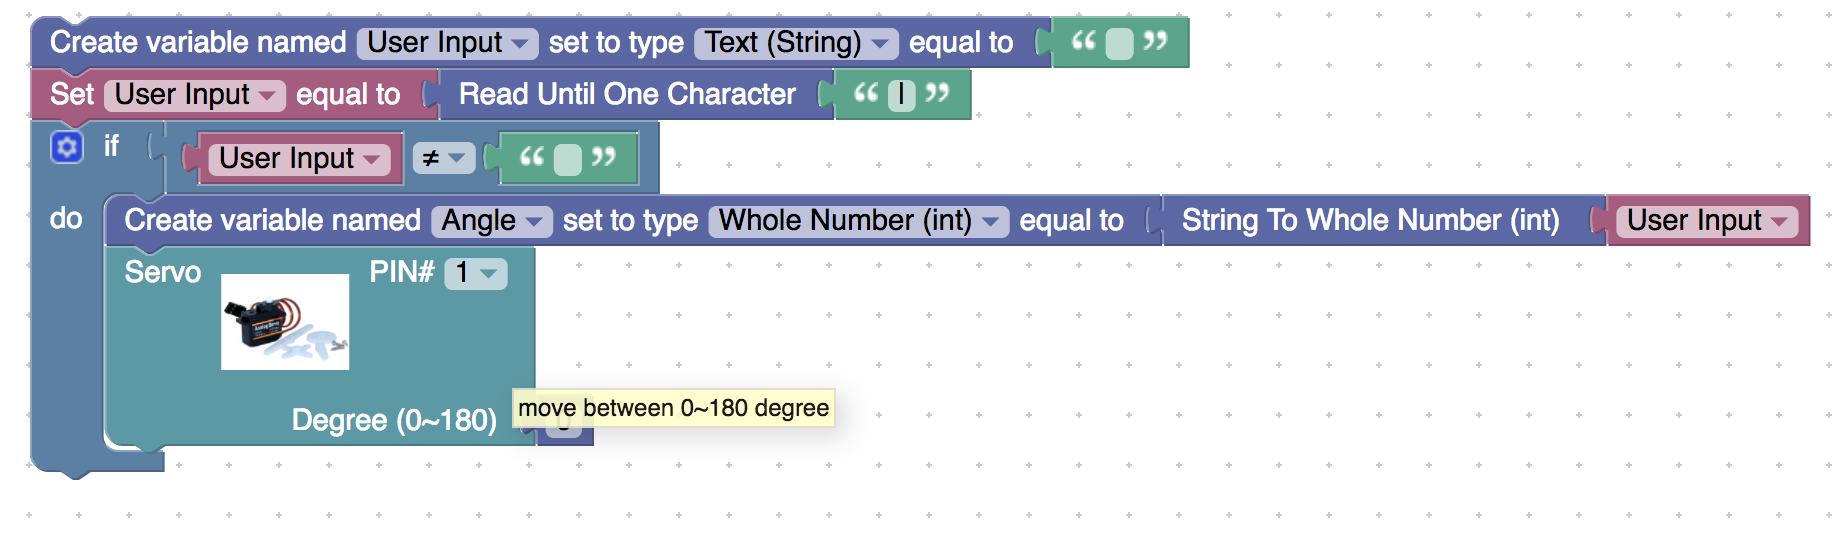 Create variable named User Input set to type Text (String) equal to “ ”
Set User Input equal to Read Until One Character “ | ”
if User Input ≠ “ ”
do Create variable named Angle set to type Whole Number (int) equal to String To Whole Number (int) User Input
Servo PIN# 1
Analog Servo
Degree (0~180)
move between 0~180 degree